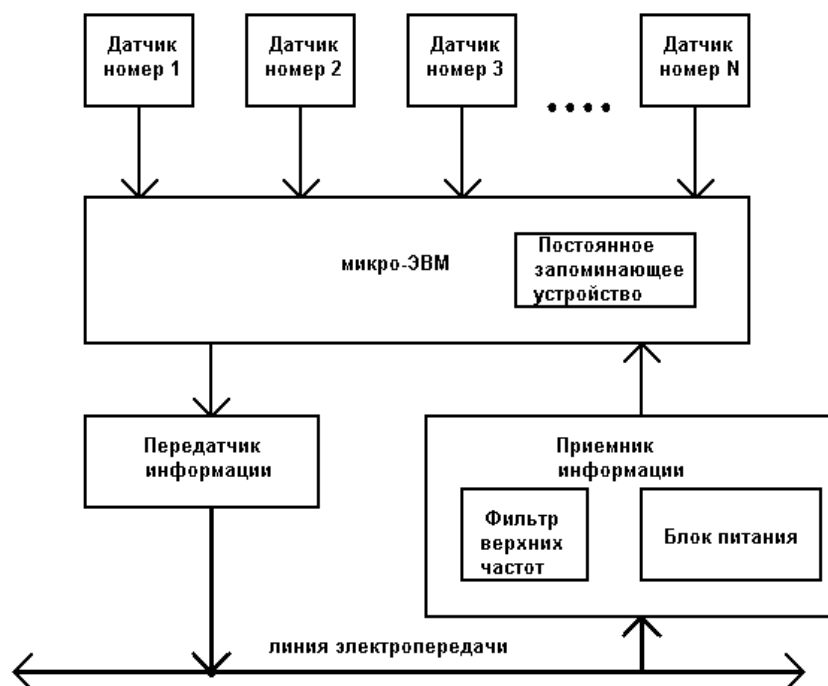 Датчик
номер 1
Датчик
номер 2
Датчик
номер 3
Датчик
номер N
микро-ЭВМ
Постоянное
запоминающее
устройство
Передатчик
информации
Приемник
информации
Фильтр
верхних
частот
Блок питания
линия электропередачи